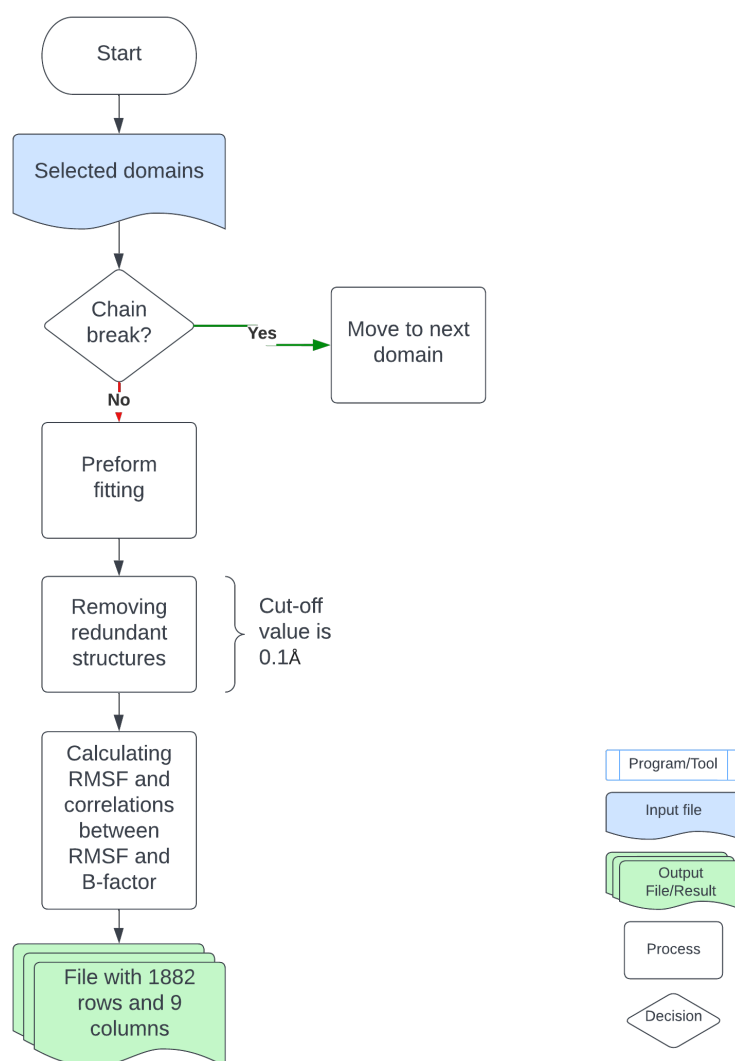 Start
Selected domains
Chain
break?
Yes
Move to next
domain
No
Preform
fitting
Removing
redundant
structures
Cut-off
value is
0.1Å
Calculating
RMSF and
correlations
between
RMSF and
B-factor
File with 1882
rows and 9
columns
Program/Tool
Input file
Output
File/Result
Process
Decision